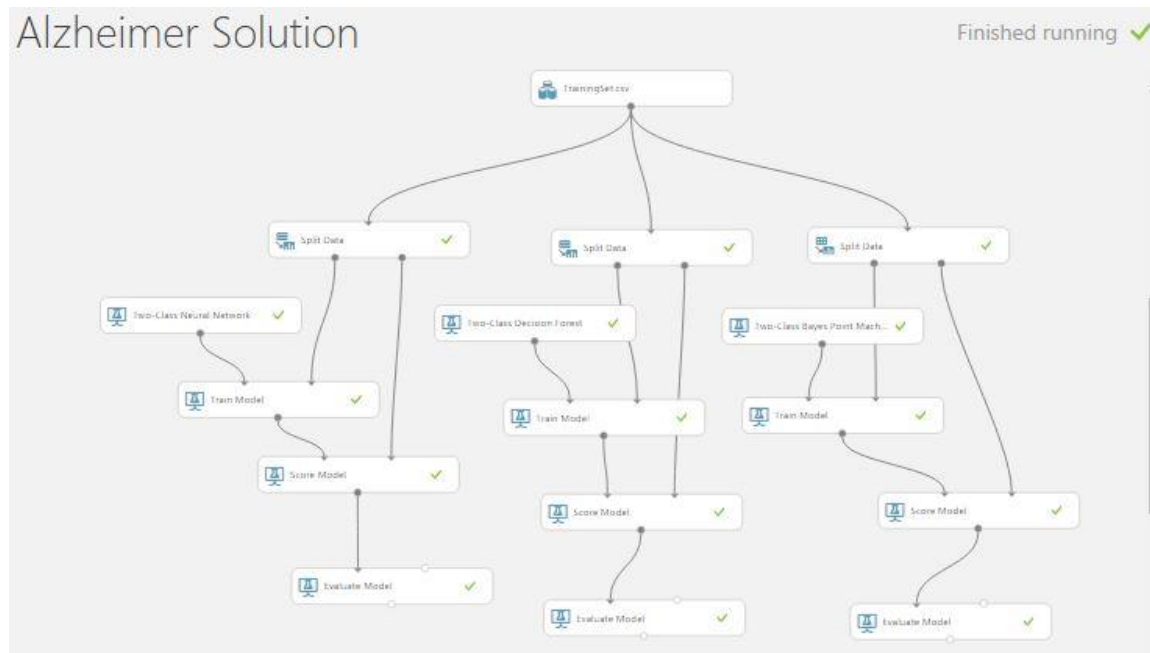 Alzheimer Solution
Finished running
TrainingSet.csv
Split Data
Split Data
Split Data
Two-Class Neural Network
Two-Class Decision Forest
Two-Class Bayes Point Mach...
Train Model
Train Model
Train Model
Score Model
Score Model
Score Model
Evaluate Model
Evaluate Model
Evaluate Model